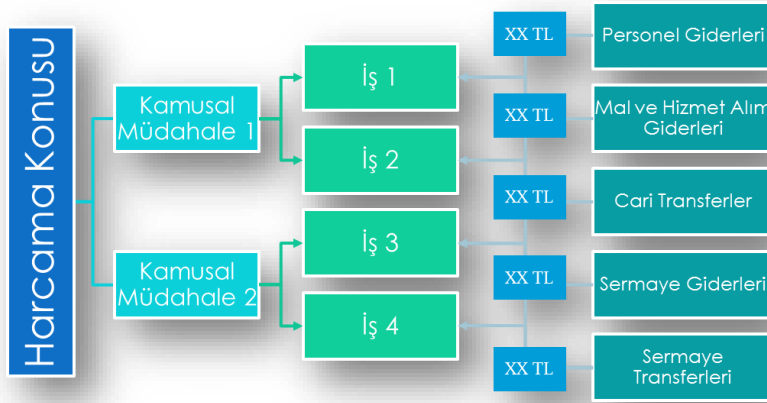 Harcama Konusu
Kamusal
Müdahale 1
Kamusal
Müdahale 2
İş 1
İş 2
İş 3
İş 4
XX TL
XX TL
XX TL
XX TL
XX TL
Personel Giderleri
Mal ve Hizmet Alım
Giderleri
Cari Transferler
Sermaye Giderleri
Sermaye
Transferleri